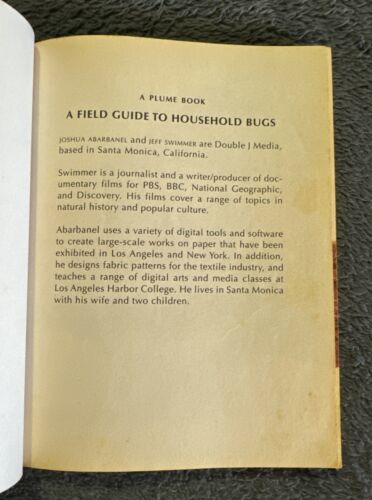 A PLUME BOOK
A FIELD GUIDE TO HOUSEHOLD BUGS
JOSHUA ABARBANEL and JEFF SWIMMER are Double J Media,
based in Santa Monica, California.
Swimmer is a journalist and a writer/producer of doc-
umentary films for PBS, BBC, National Geographic,
and Discovery. His films cover a range of topics in
natural history and popular culture.
Abarbanel uses a variety of digital tools and software
to create large-scale works on paper that have been
exhibited in Los Angeles and New York. In addition,
he designs fabric patterns for the textile industry, and
teaches a range of digital arts and media classes at
Los Angeles Harbor College. He lives in Santa Monica
with his wife and two children.